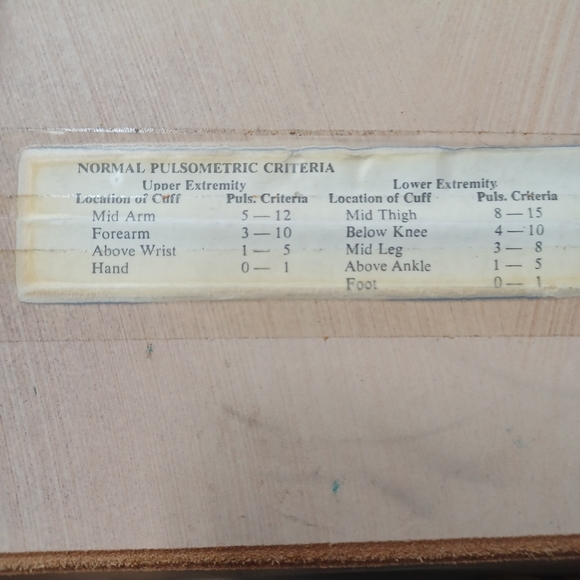 NORMAL PULSOMETRIC CRITERIA
Upper Extremity Lower Extremity
Location of Cuff Puls. Criteria Location of Cuff Puls. Criteria
Mid Arm 5 — 12 Mid Thigh 8 — 15
Forearm 3 — 10 Below Knee 4 — 10
Above Wrist 1 — 5 Mid Leg 3 — 8
Hand 0 — 1 Above Ankle 1 — 5
Foot 0 — 1